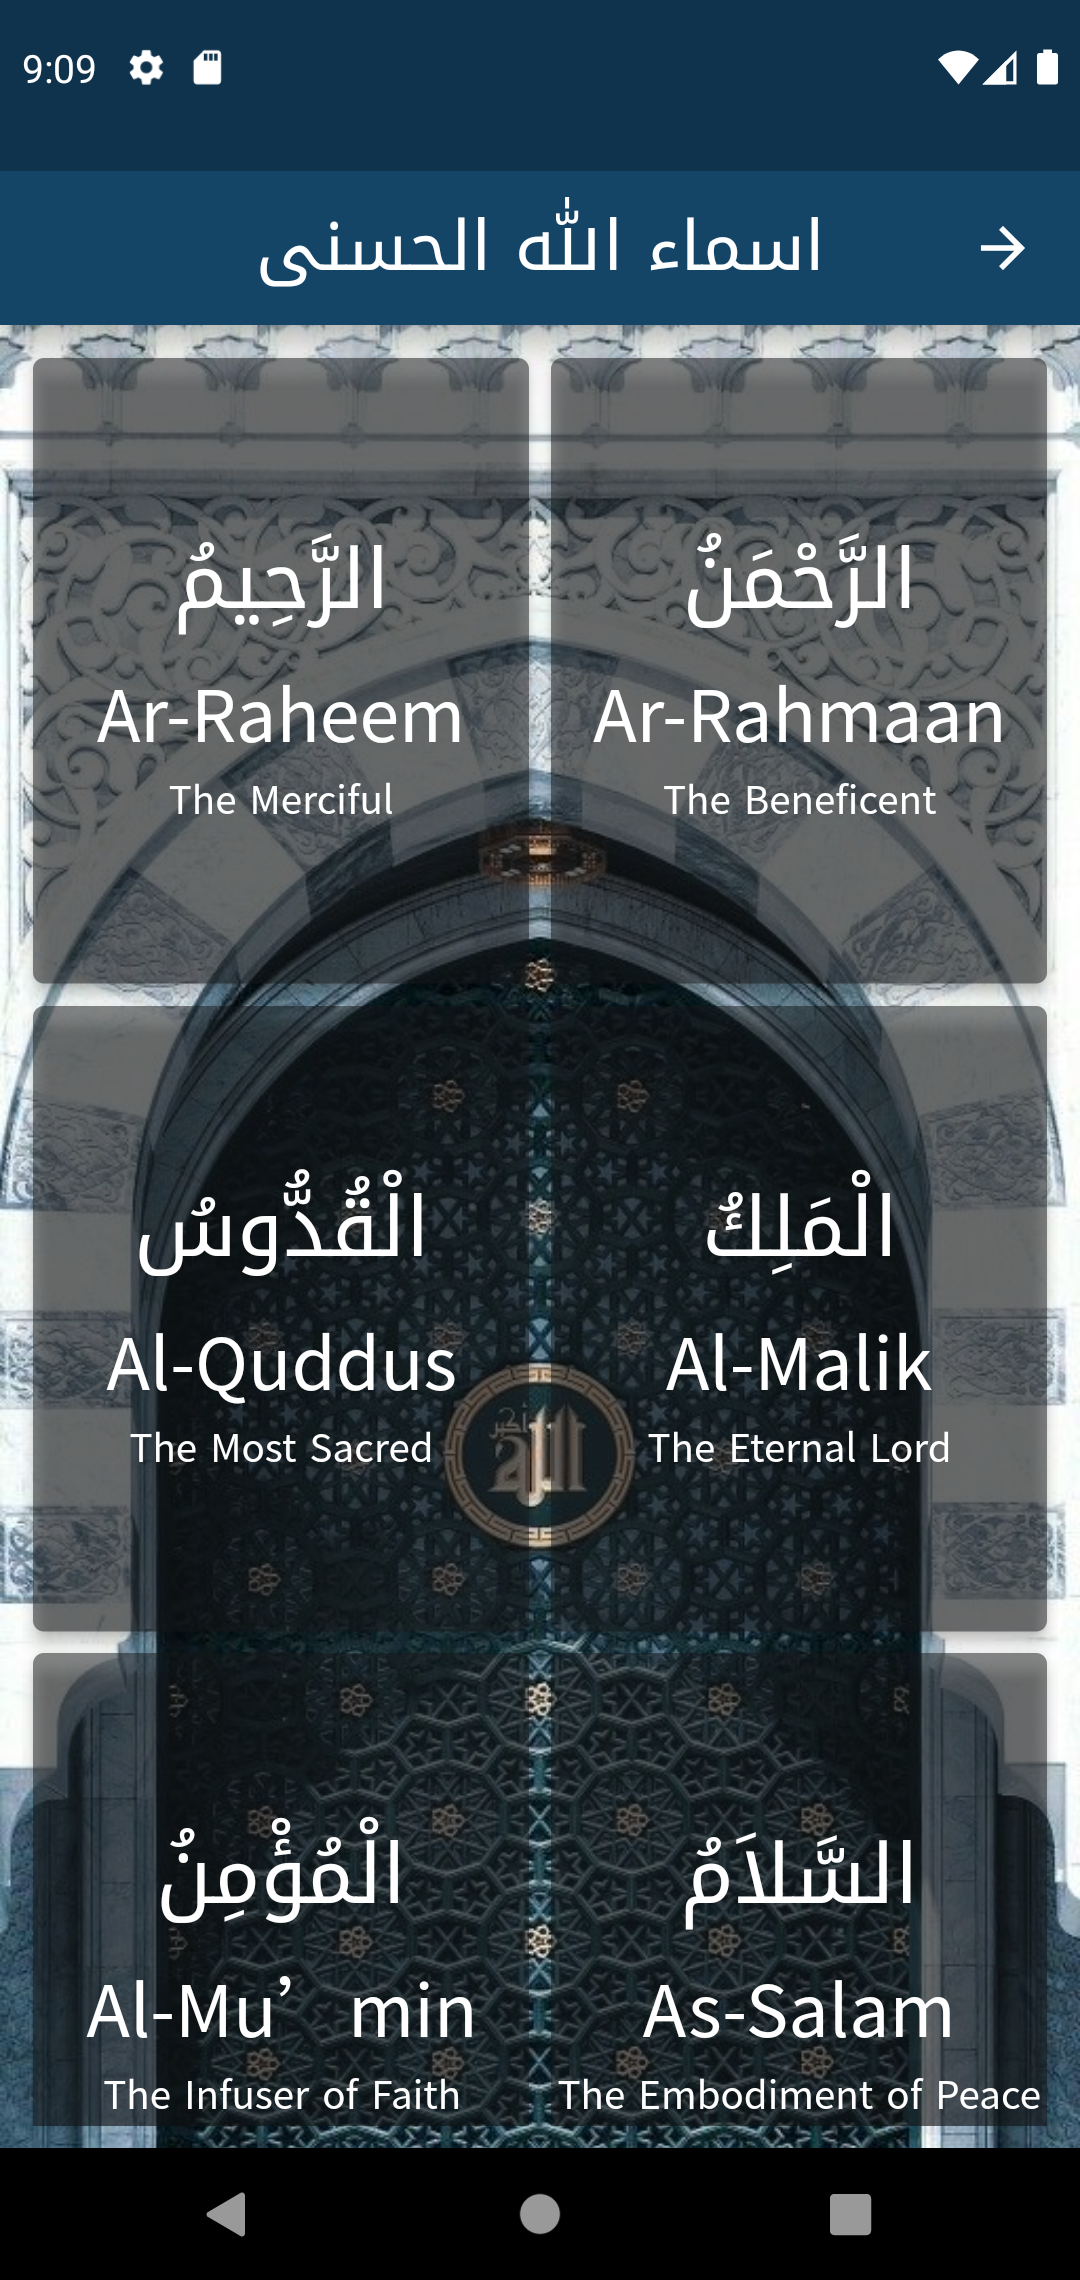 9:09
اسماء الله الحسنى
الرَّحْمَنُ
Ar-Rahmaan
The Beneficent
الرَّحِيمُ
Ar-Raheem
The Merciful
الْمَلِكُ
Al-Malik
The Eternal Lord
الْقُدُّوسُ
Al-Quddus
The Most Sacred
الله
السَّلاَمُ
As-Salam
The Embodiment of Peace
الْمُؤْمِنُ
Al-Mu’min
The Infuser of Faith